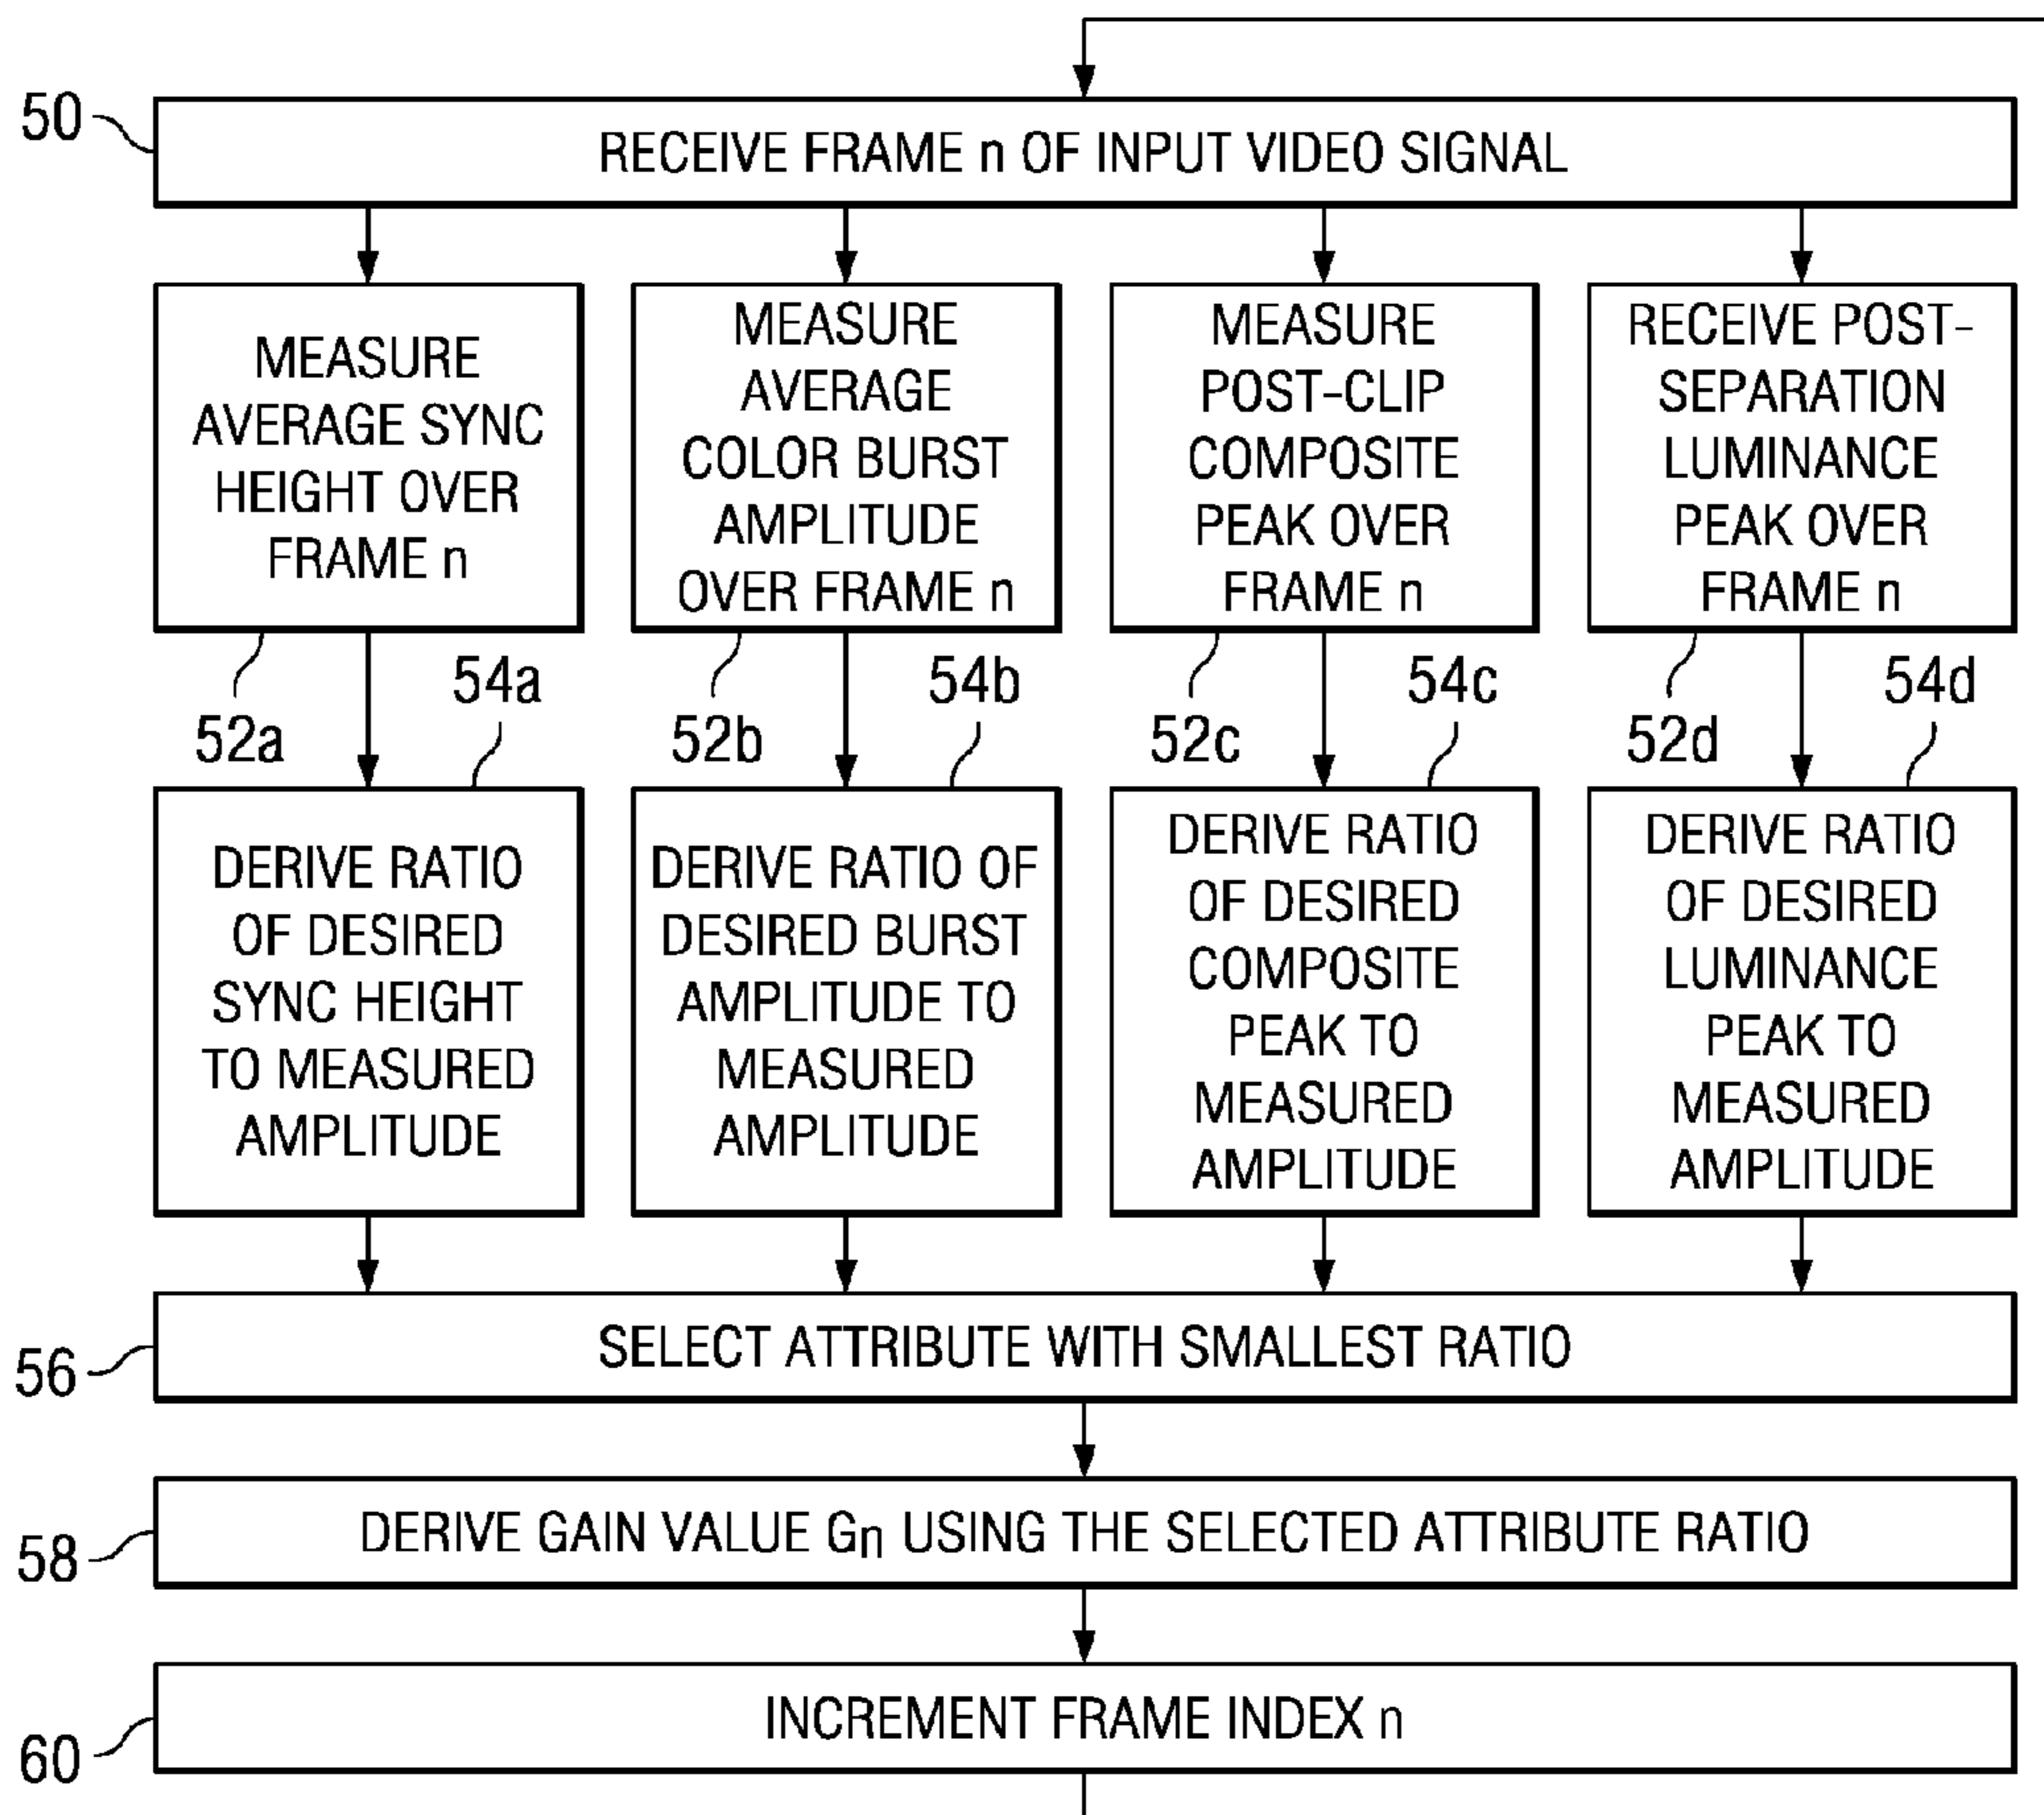 50
RECEIVE FRAME n OF INPUT VIDEO SIGNAL
MEASURE
AVERAGE SYNC
HEIGHT OVER
FRAME n
52a
MEASURE
AVERAGE
COLOR BURST
AMPLITUDE
OVER FRAME n
52b
MEASURE
POST-CLIP
COMPOSITE
PEAK OVER
FRAME n
52c
RECEIVE POST-
SEPARATION
LUMINANCE
PEAK OVER
FRAME n
52d
54a
DERIVE RATIO
OF DESIRED
SYNC HEIGHT
TO MEASURED
AMPLITUDE
54b
DERIVE RATIO OF
DESIRED BURST
AMPLITUDE TO
MEASURED
AMPLITUDE
54c
DERIVE RATIO
OF DESIRED
COMPOSITE
PEAK TO
MEASURED
AMPLITUDE
54d
DERIVE RATIO
OF DESIRED
LUMINANCE
PEAK TO
MEASURED
AMPLITUDE
56
SELECT ATTRIBUTE WITH SMALLEST RATIO
58
DERIVE GAIN VALUE Gn USING THE SELECTED ATTRIBUTE RATIO
60
INCREMENT FRAME INDEX n